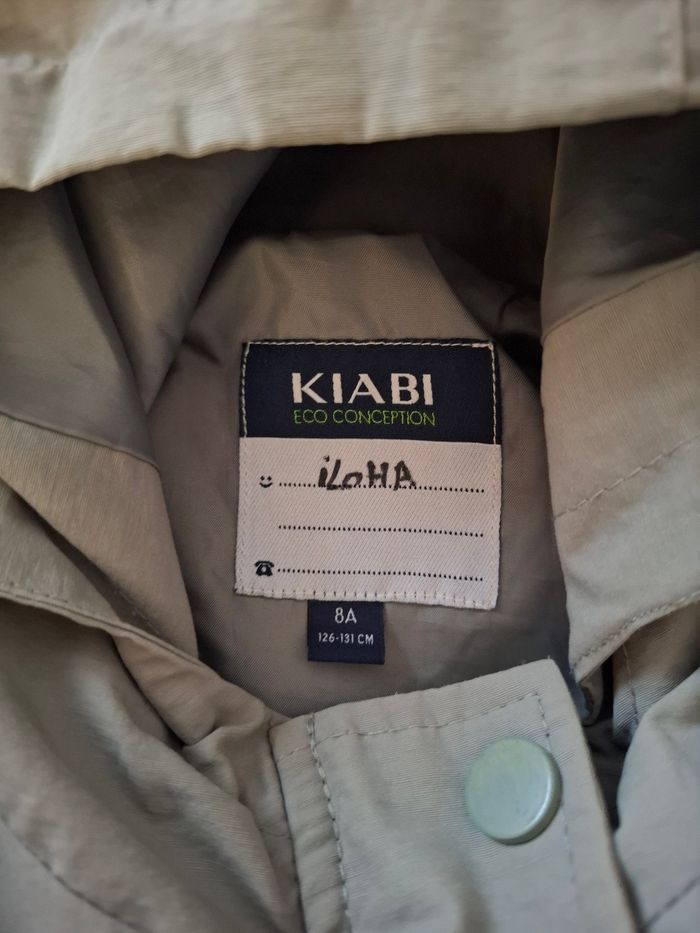 KIABI
ECO CONCEPTION
iLoHA
8A
126-131 CM